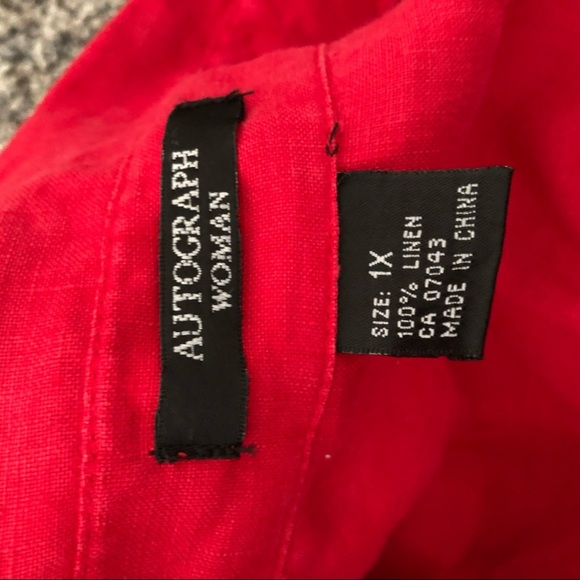 AUTOGRAPH
WOMAN
SIZE: 1X
100% LINEN
CA 07043
MADE IN CHINA